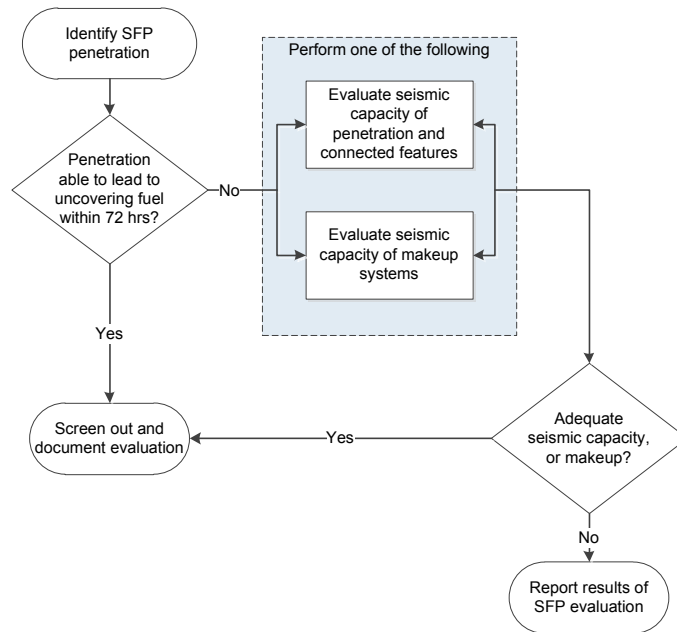 Identify SFP
penetration
Perform one of the following
Evaluate seismic
capacity of
penetration and
connected features
Penetration
able to lead to
uncovering fuel
within 72 hrs?
No
Evaluate seismic
capacity of makeup
systems
Yes
Screen out and
document evaluation
Yes
Adequate
seismic capacity,
or makeup?
No
Report results of
SFP evaluation